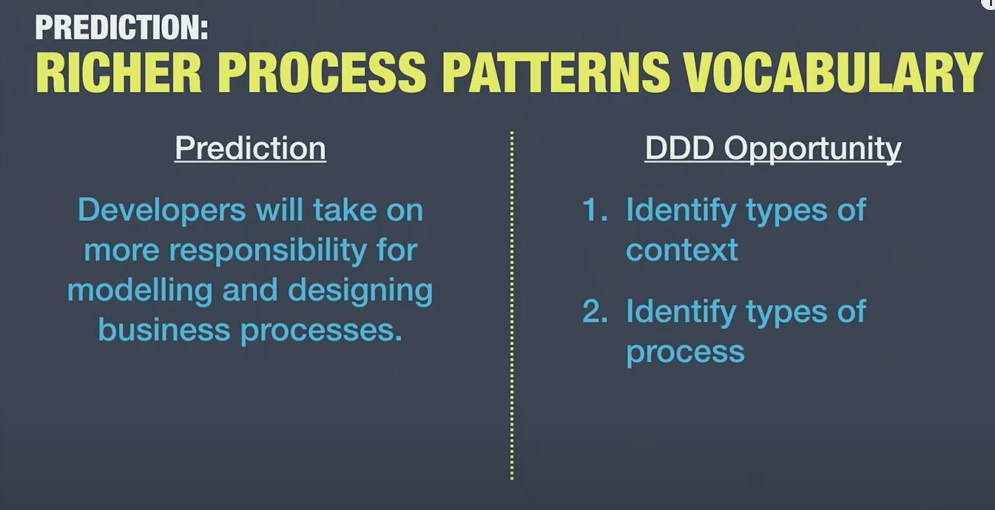 PREDICTION:
RICHER PROCESS PATTERNS VOCABULARY
Prediction
Developers will take on
more responsibility for
modelling and designing
business processes.
DDD Opportunity
1. Identify types of
context
2. Identify types of
process